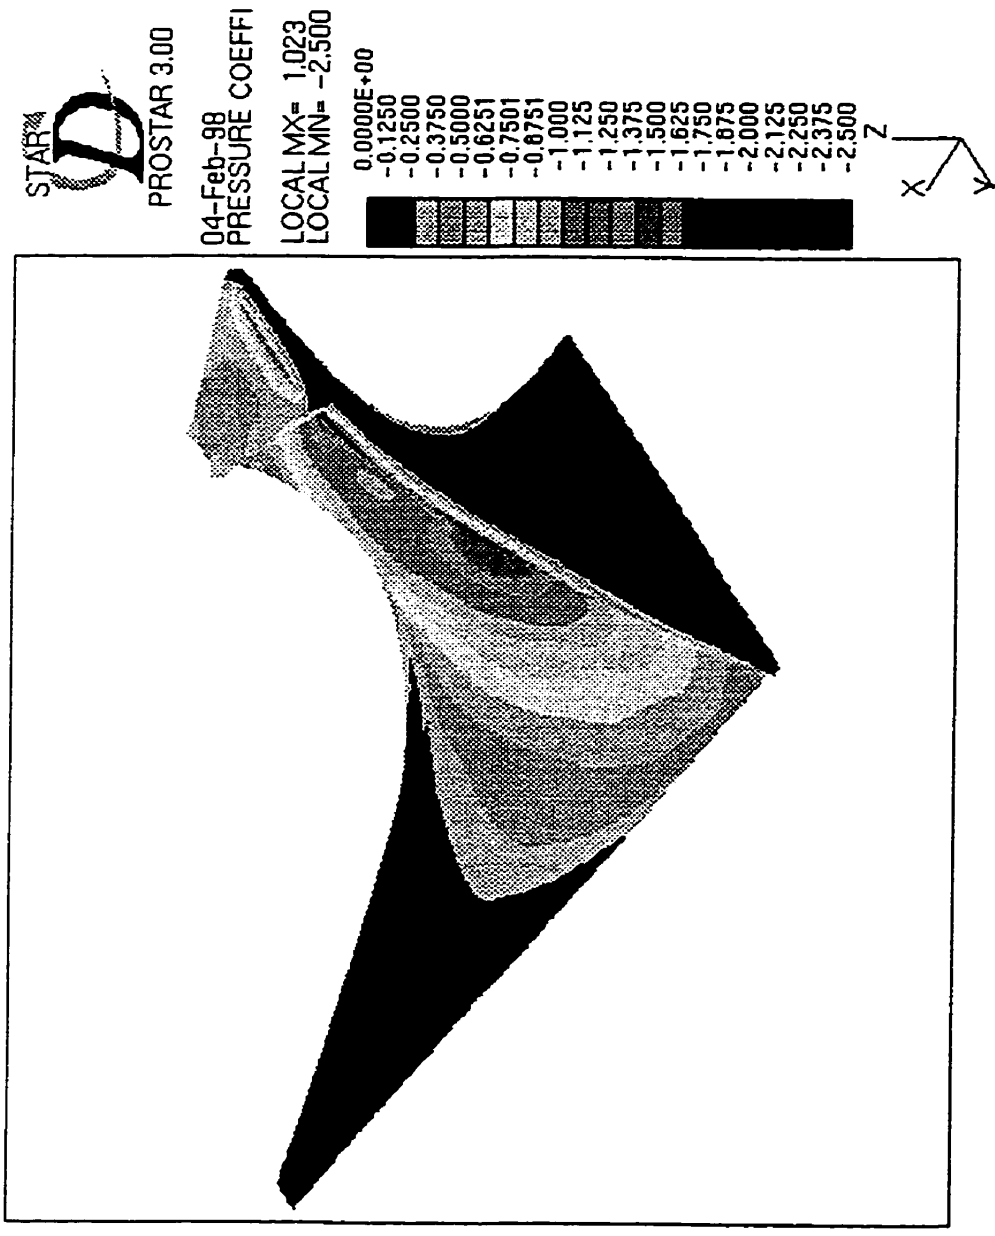 STAR
D
PROSTAR 3.00
04-Feb-98
PRESSURE COEFFI
LOCAL MX= 1.023
LOCAL MN= -2.500
0.0000E+00
-0.1250
-0.2500
-0.3750
-0.5000
-0.6251
-0.7501
-0.8751
-1.000
-1.125
-1.250
-1.375
-1.500
-1.625
-1.750
-1.875
-2.000
-2.125
-2.250
-2.375
-2.500
Z
X
Y